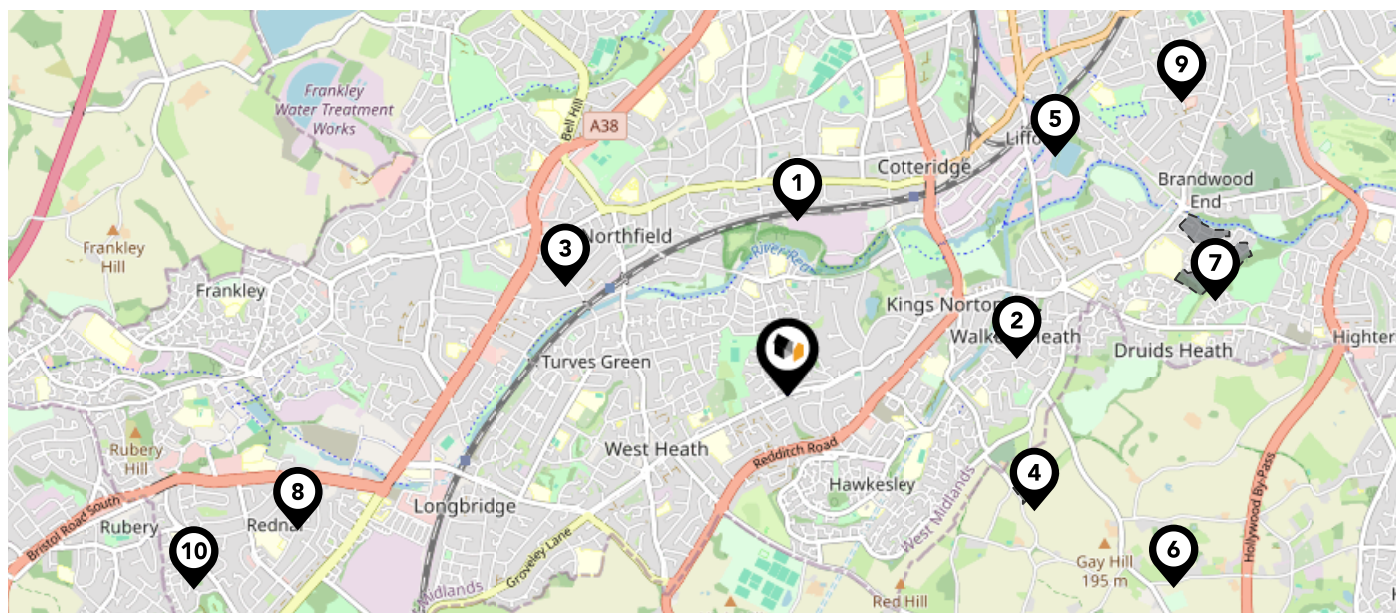 9
Frankley
Water Treatment
Works
Bell Hill
A38
5
Cotteridge
1
Brandwood
End
Frankley
Hill
3
Northfield
River Rea
7
Frankley
Kings Norton
2
Walkers Heath
Turves Green
Druids Heath
Highter
Rubery
Hill
West Heath
Redditch Road
4
Hawkesley
8
Bristol Road South
Rubery
Rednal
Longbridge
West Midlands
Hollywood By-Pass
10
Groveley Lane
6
Gay Hill
195 m
Midlands
Red Hill